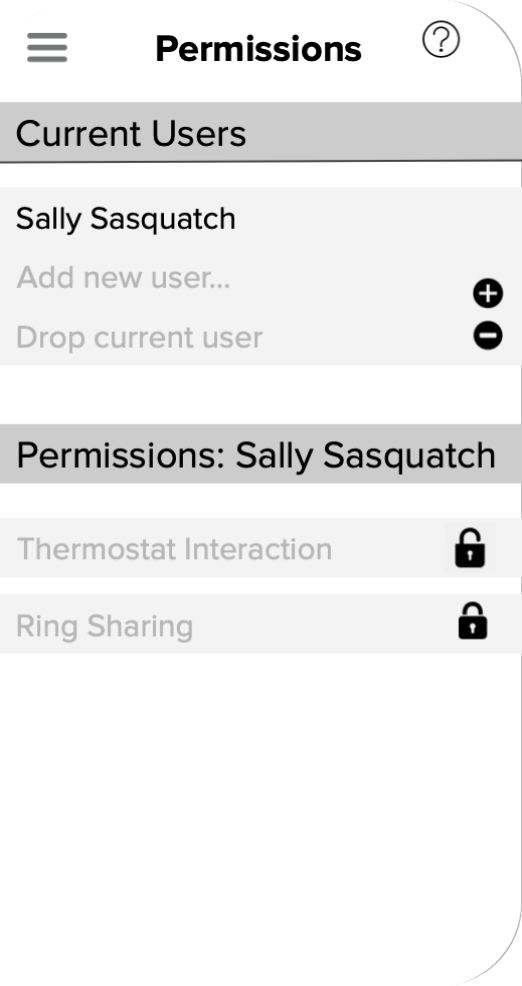 Permissions
Current Users
Sally Sasquatch
Add new user...
Drop current user
Permissions: Sally Sasquatch
Thermostat Interaction
Ring Sharing